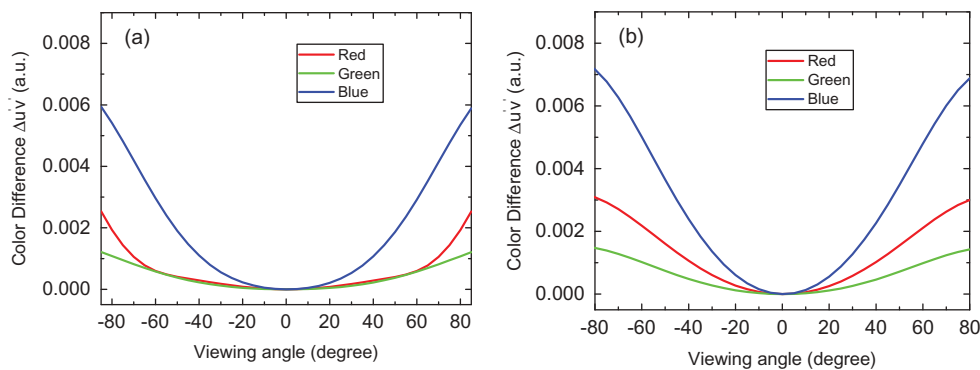 (a)
Red
Green
Blue
Color Difference Δu'v' (a.u.)
0.008
0.006
0.004
0.002
0.000
-80 -60 -40 -20 0 20 40 60 80
Viewing angle (degree)
(b)
Red
Green
Blue
Color Difference Δu'v' (a.u.)
0.008
0.006
0.004
0.002
0.000
-80 -60 -40 -20 0 20 40 60 80
Viewing angle (degree)